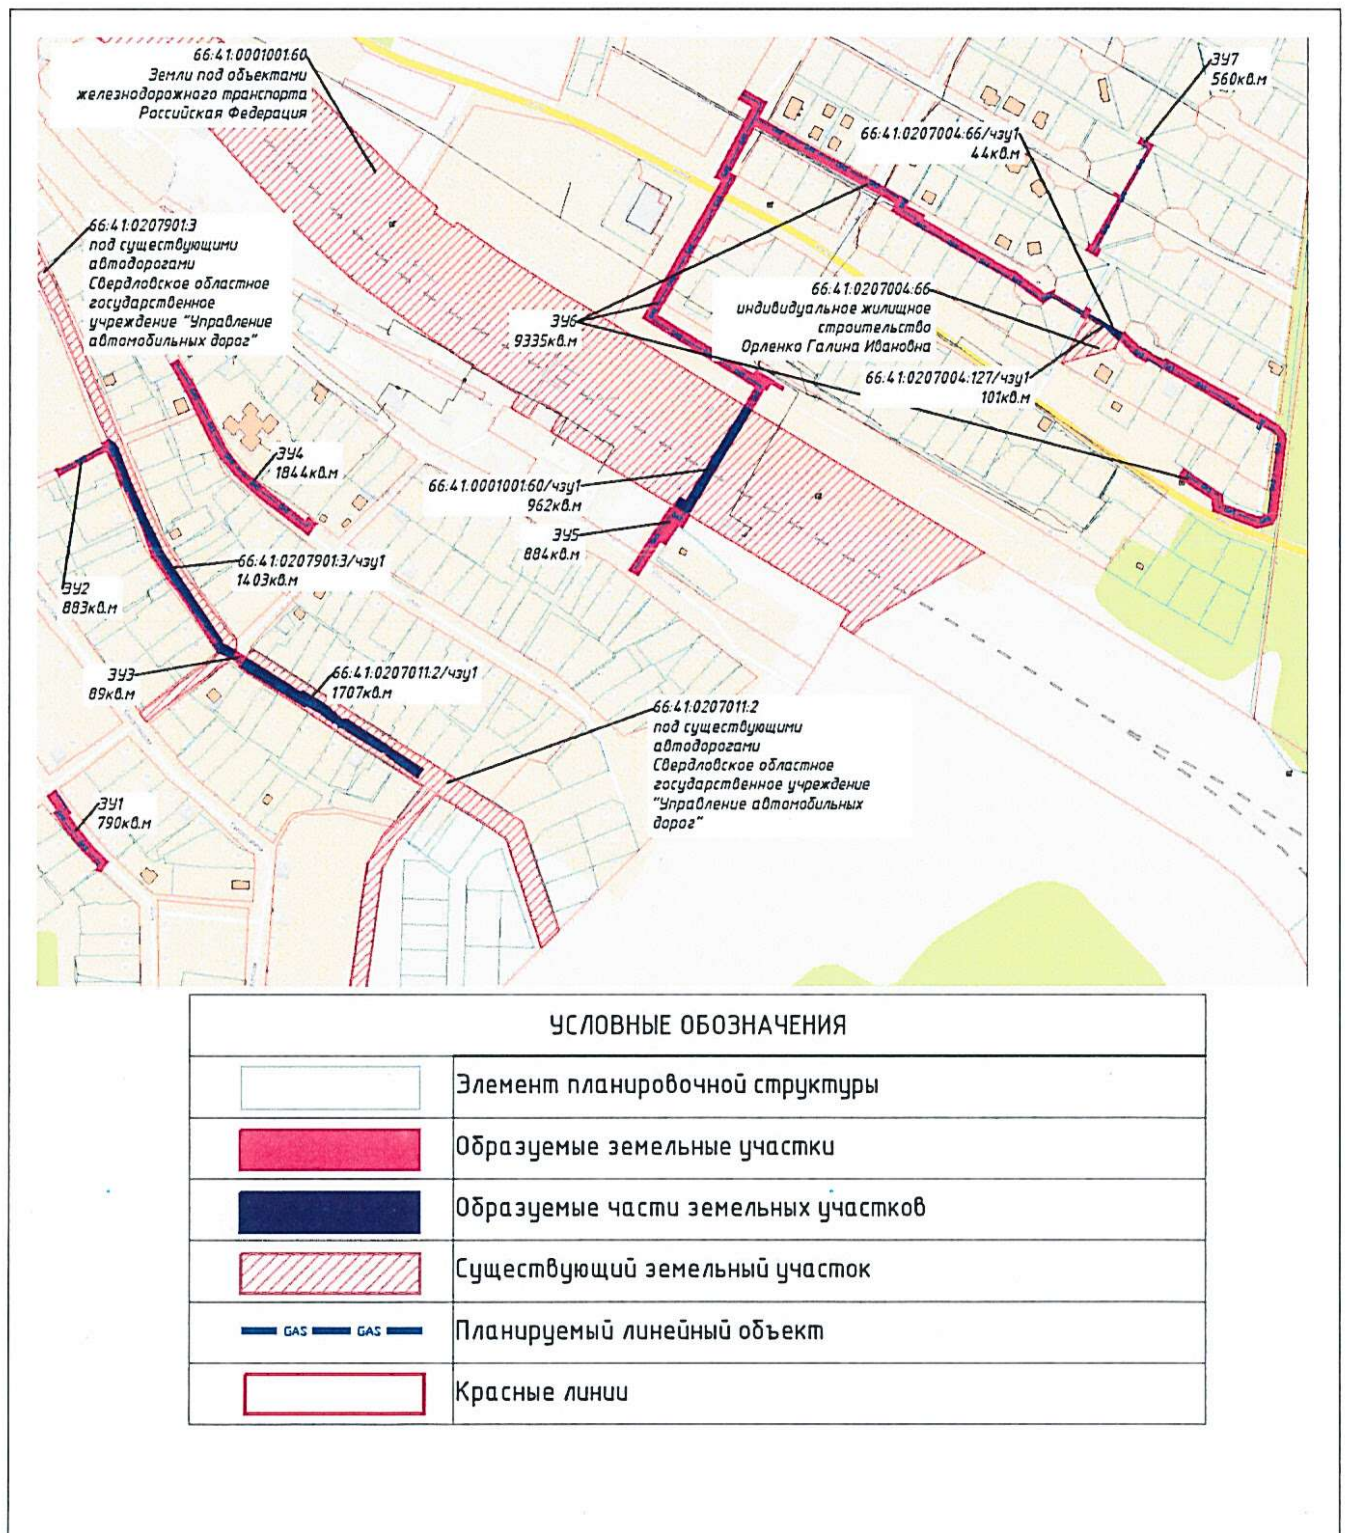 66:41:0001001:60
Земли под объектами
железнодорожного транспорта
Российская Федерация
ЗУ7
560кв.м
66:41:0207004:66/чзу1
44кв.м
66:41:0207901:3
под существующими
автодорогами
Свердловское областное
государственное
учреждение "Управление
автомобильных дорог"
66:41:0207004:66
индивидуальное жилищное
строительство
Орленко Галина Ивановна
ЗУ6
9335кв.м
66:41:0207004:127/чзу1
101кв.м
ЗУ4
1844кв.м
66:41:0001001:60/чзу1
962кв.м
ЗУ5
884кв.м
66:41:0207901:3/чзу1
1403кв.м
ЗУ2
883кв.м
ЗУ3
89кв.м
66:41:0207011:2/чзу1
1707кв.м
66:41:0207011:2
под существующими
автодорогами
Свердловское областное
государственное учреждение
"Управление автомобильных
дорог"
ЗУ1
790кв.м
УСЛОВНЫЕ ОБОЗНАЧЕНИЯ
Элемент планировочной структуры
Образуемые земельные участки
Образуемые части земельных участков
Существующий земельный участок
GAS GAS Планируемый линейный объект
Красные линии